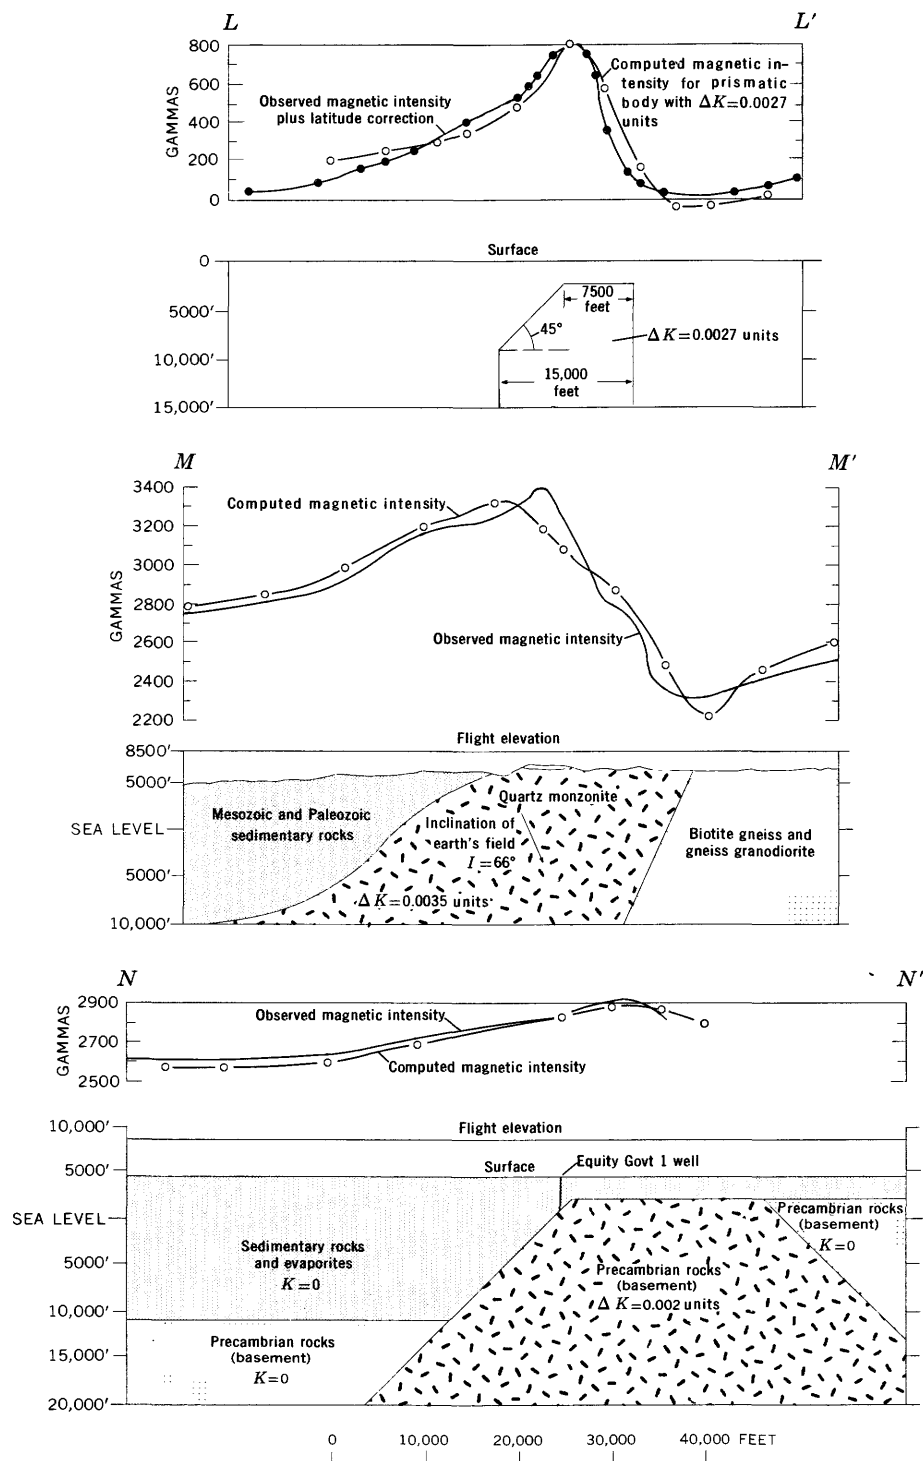 L L'
800
600
400
200
0
GAMMAS
Observed magnetic intensity
plus latitude correction
Computed magnetic in-
tensity for prismatic
body with ΔK=0.0027
units
Surface
0
5000'
10,000'
15,000'
7500
feet
45°
ΔK=0.0027 units
15,000
feet
M M'
3400
3200
3000
2800
2600
2400
2200
GAMMAS
Computed magnetic intensity
Observed magnetic intensity
Flight elevation
8500'
5000'
SEA LEVEL
5000'
10,000'
Mesozoic and Paleozoic
sedimentary rocks
Quartz monzonite
Inclination of
earth's field
I=66°
ΔK=0.0035 units
Biotite gneiss and
gneiss granodiorite
N N'
2900
2700
2500
GAMMAS
Observed magnetic intensity
Computed magnetic intensity
Flight elevation
10,000'
5000'
SEA LEVEL
5000'
10,000'
15,000'
20,000'
Surface
Equity Govt 1 well
Sedimentary rocks
and evaporites
K=0
Precambrian rocks
(basement)
K=0
Precambrian rocks
(basement)
ΔK=0.002 units
Precambrian rocks
(basement)
K=0
0 10,000 20,000 30,000 40,000 FEET